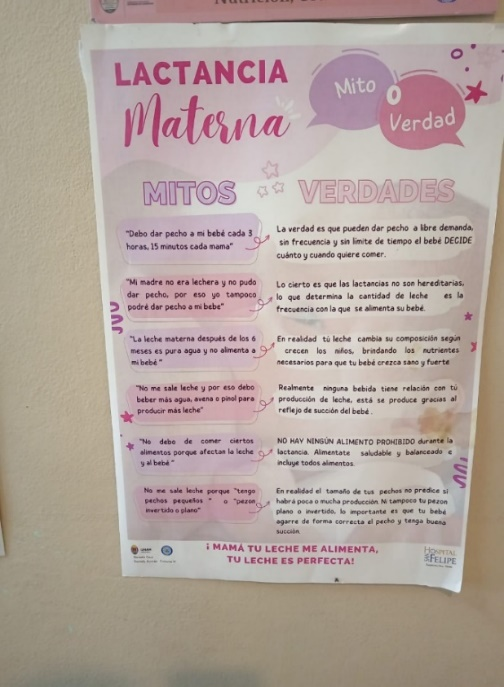 LACTANCIA
Materna
Mito
O
Verdad
MITOS
VERDADES
"Debo dar pecho a mi bebé cada 3
horas, 15 minutos cada mama"
La verdad es que pueden dar pecho a libre demanda,
sin frecuencia y sin limite de tiempo el bebé DECIDE
cuánto y cuando quiere comer.
"Mi madre no era lechera y no pudo
dar pecho, por eso yo tampoco
podré dar pecho a mi bebe"
Lo cierto es que las lactancias no son hereditarias,
lo que determina la cantidad de leche es la
frecuencia con la que se alimenta su bebé.
"La leche materna después de los 6
meses es pura agua y no alimenta a
mi bebé"
En realidad tú leche cambia su composición según
crecen los niños, brindando los nutrientes
necesarios para que tu bebé crezca sano y fuerte.
"No me sale leche y por eso debo
beber más agua, avena o pinol para
producir más leche"
Realmente ninguna bebida tiene relación con tú
producción de leche, está se produce gracias al
reflejo de succión del bebé.
"No debo de comer ciertos
alimentos porque afectan la leche
y al bebé"
NO HAY NINGÚN ALIMENTO PROHIBIDO durante la
lactancia. Alimentate saludable y balanceado e
incluye todos alimentos.
No me sale leche porque "tengo
pechos pequeños" o "pezon
invertido o plano"
En realidad el tamaño de tus pechos no predice si
habrá poca o mucha producción. Ni tampoco tu pezon
plano o invertido, lo importante es que tu bebé
agarre de forma correcta el pecho y tenga buena
succión.
¡ MAMÁ TU LECHE ME ALIMENTA,
TU LECHE ES PERFECTA!
HOSPITAL
FELIPE